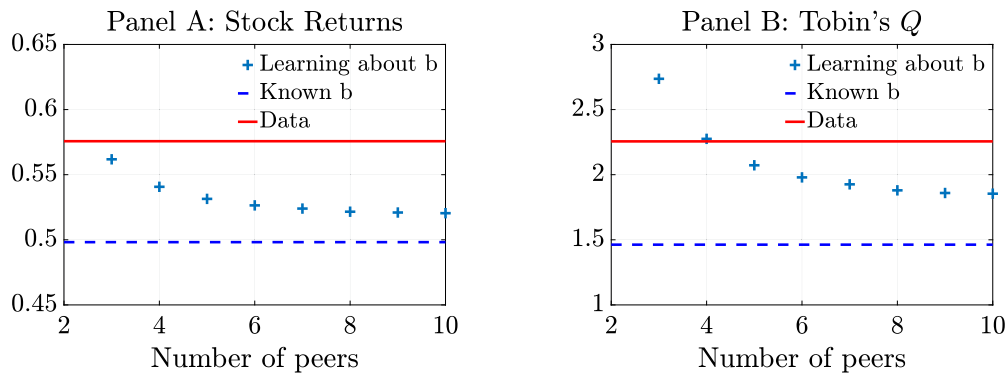 Panel A: Stock Returns
0.65
0.6
0.55
0.5
0.45
Learning about b
Known b
Data
2 4 6 8 10
Number of peers
Panel B: Tobin's Q
3
2.5
2
1.5
1
Learning about b
Known b
Data
2 4 6 8 10
Number of peers